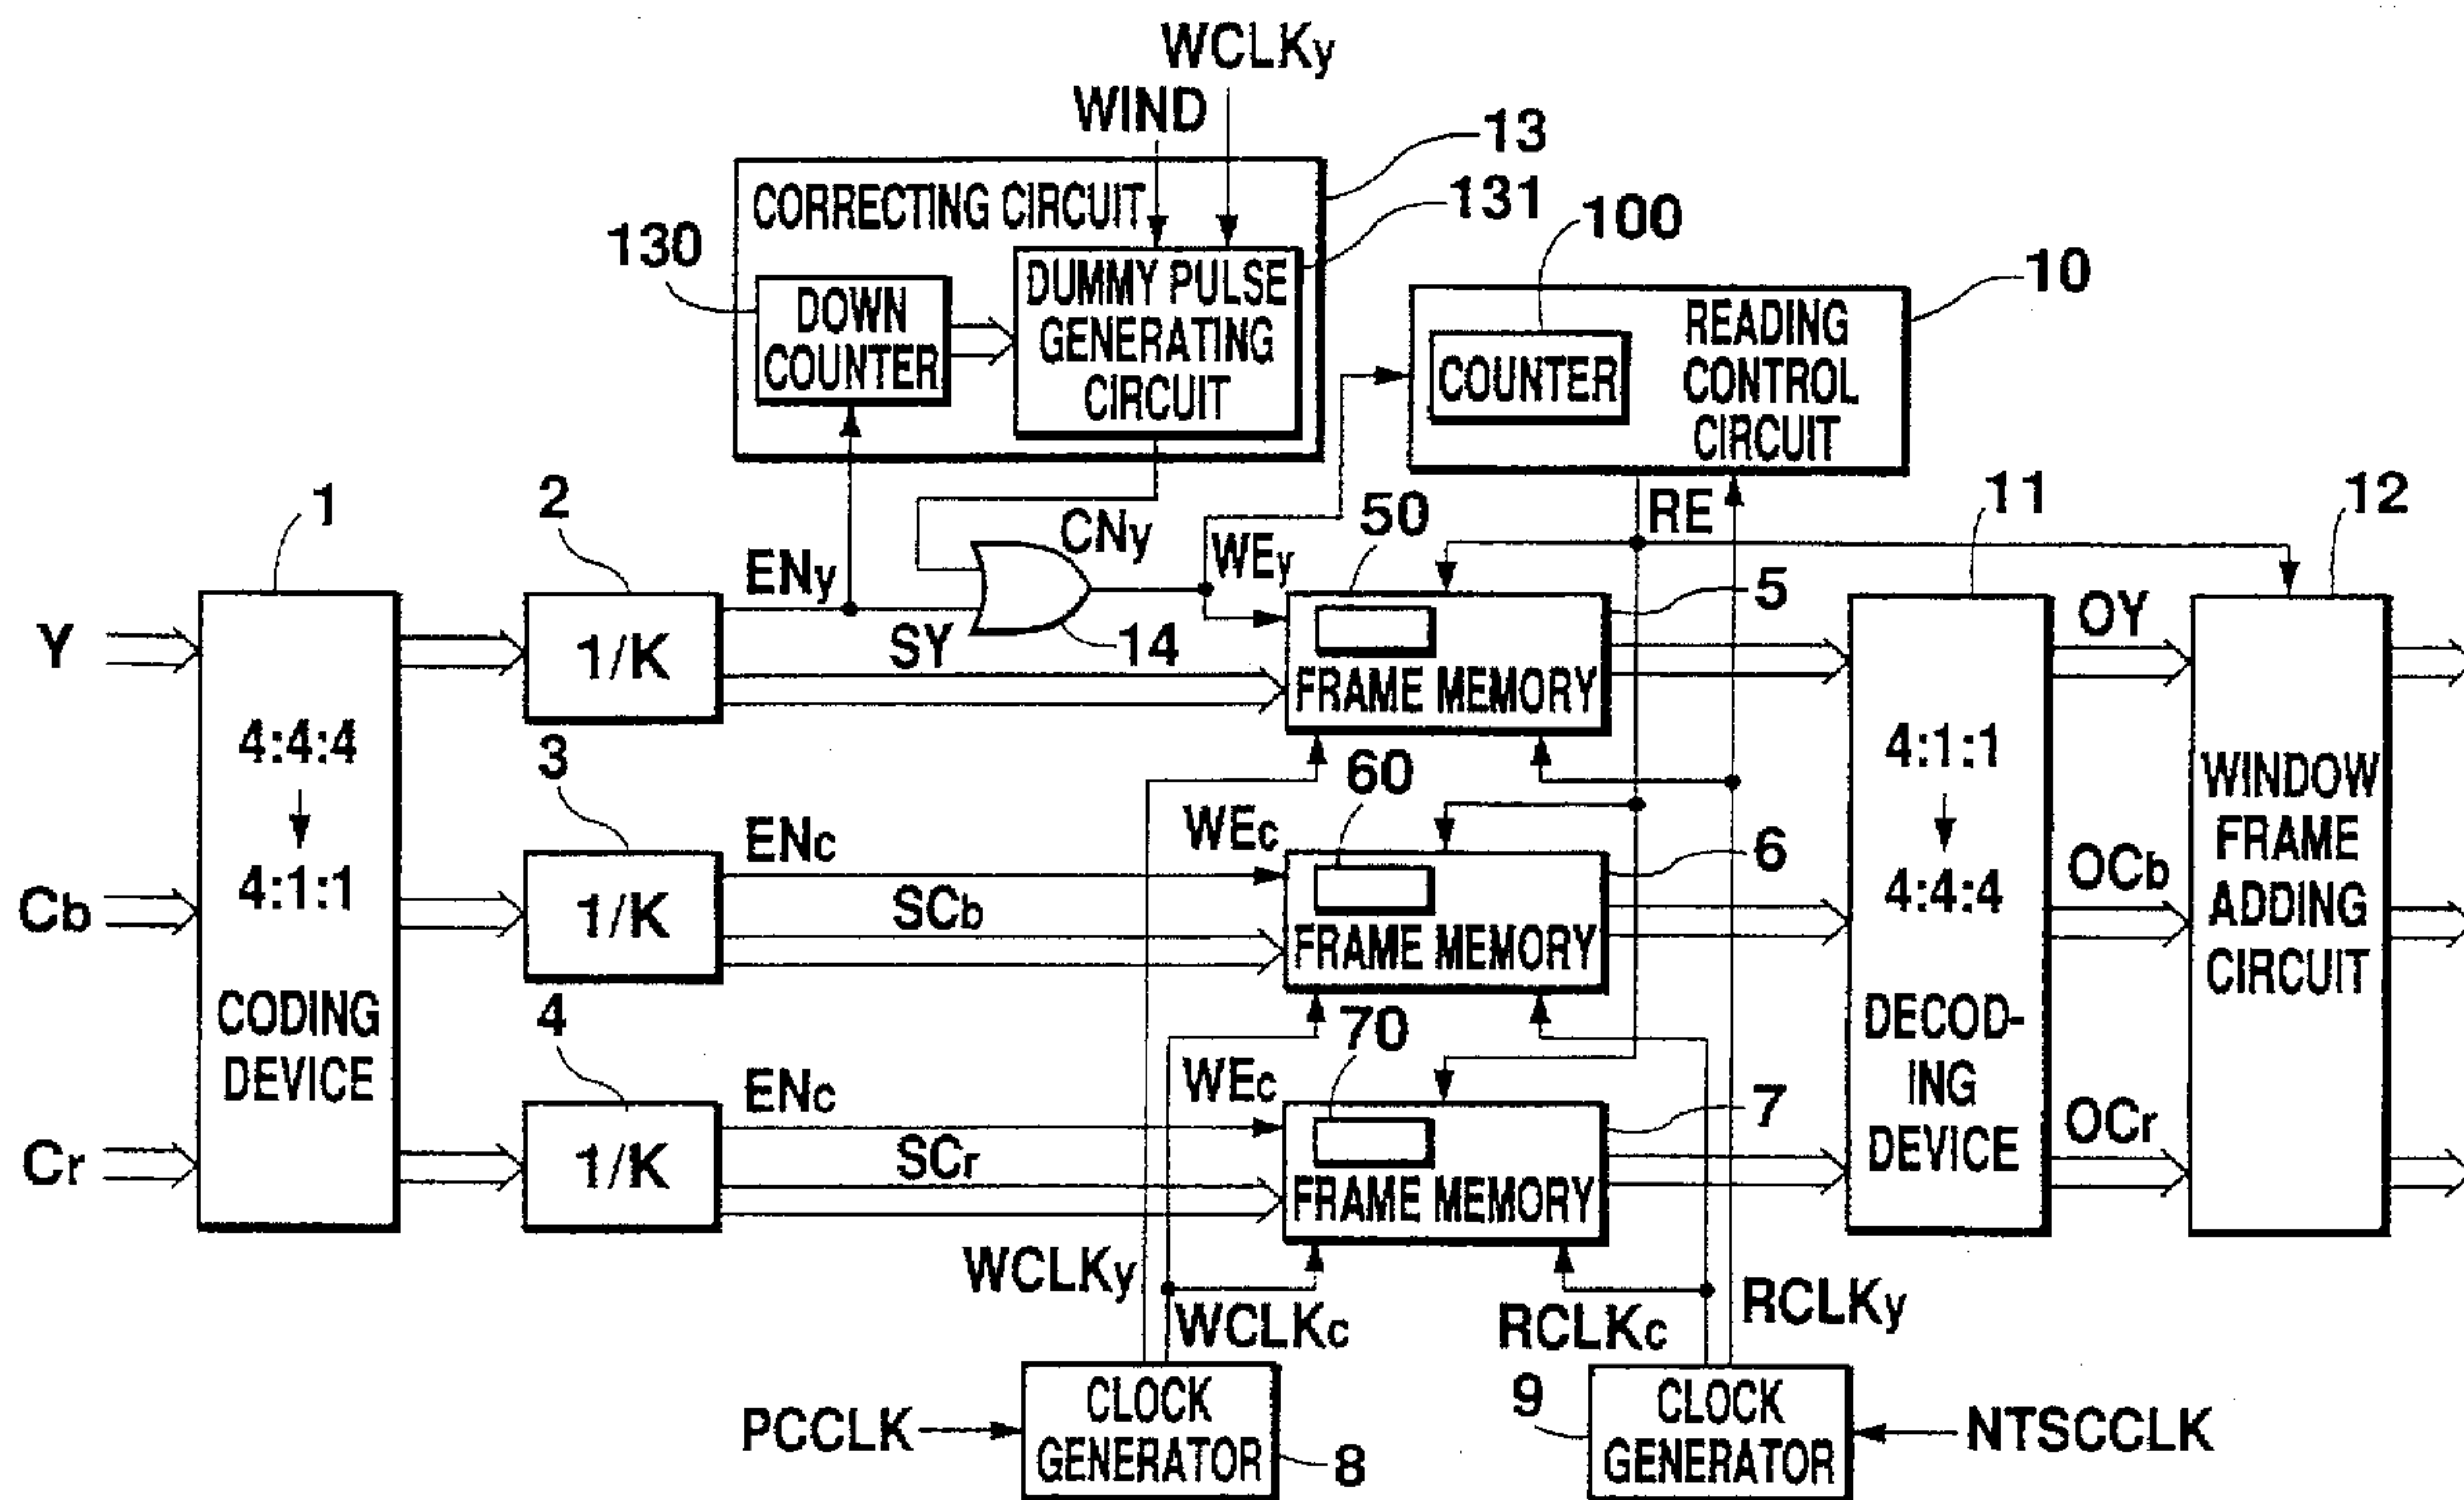 WCLKy
WIND
13
CORRECTING CIRCUIT
131
130
100
10
DOWN
COUNTER
DUMMY PULSE
GENERATING
CIRCUIT
COUNTER
READING
CONTROL
CIRCUIT
1
2
ENy
CNy
WEy
50
RE
11
12
Y
1/K
SY
14
5
FRAME MEMORY
OY
4:4:4
4:1:1
CODING
DEVICE
3
ENc
WEc
60
6
4:1:1
4:4:4
DECOD-
ING
DEVICE
WINDOW
FRAME
ADDING
CIRCUIT
Cb
1/K
SCb
FRAME MEMORY
OCb
4
ENc
WEc
70
7
Cr
1/K
SCr
FRAME MEMORY
OCr
WCLKy
WCLKc
RCLKc
RCLKy
PCCLK
CLOCK
GENERATOR
8
9
CLOCK
GENERATOR
NTSCCLK